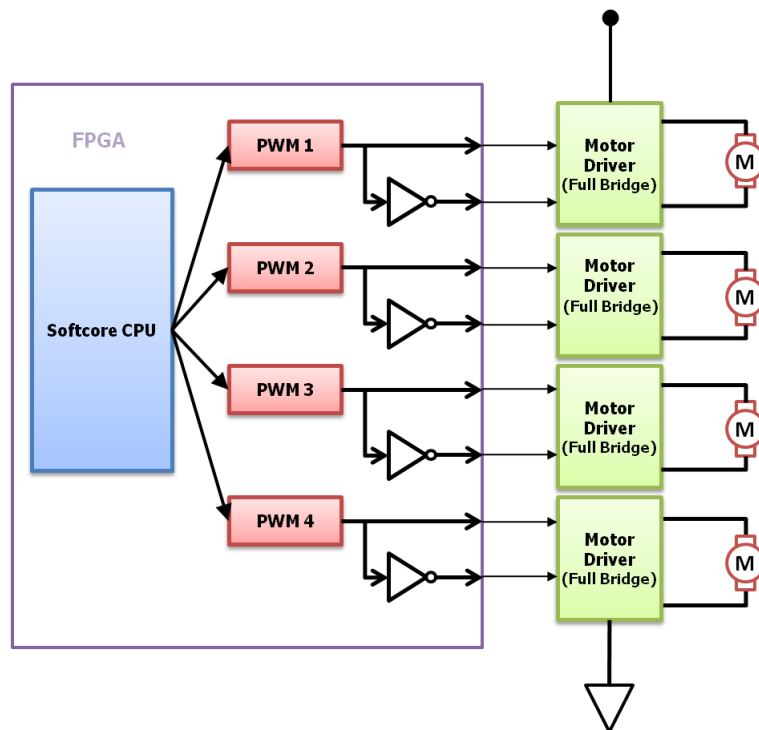 FPGA
PWM 1
Motor
Driver
(Full Bridge)
M
Softcore CPU
PWM 2
Motor
Driver
(Full Bridge)
M
PWM 3
Motor
Driver
(Full Bridge)
M
PWM 4
Motor
Driver
(Full Bridge)
M